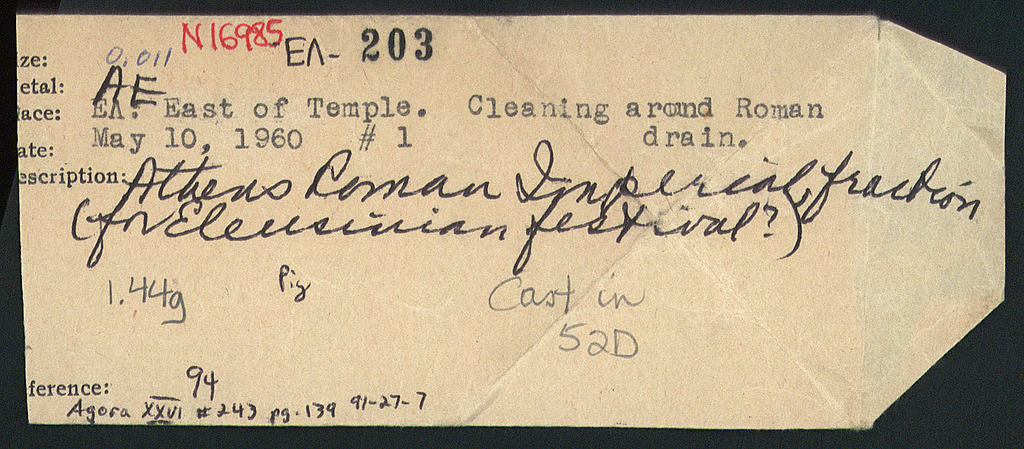 N16985
ize: 0.011 ΕΛ- 203
etal: AE
lace: ΕΛ: East of Temple. Cleaning around Roman
ate: May 10, 1960 # 1 drain.
escription: Athens Roman Imperial, fraction
(for Eleusinian festival?)
1.44g Pig Cast in
52D
ference: 94
Agora XXVI #243 pg. 139 91-27-7